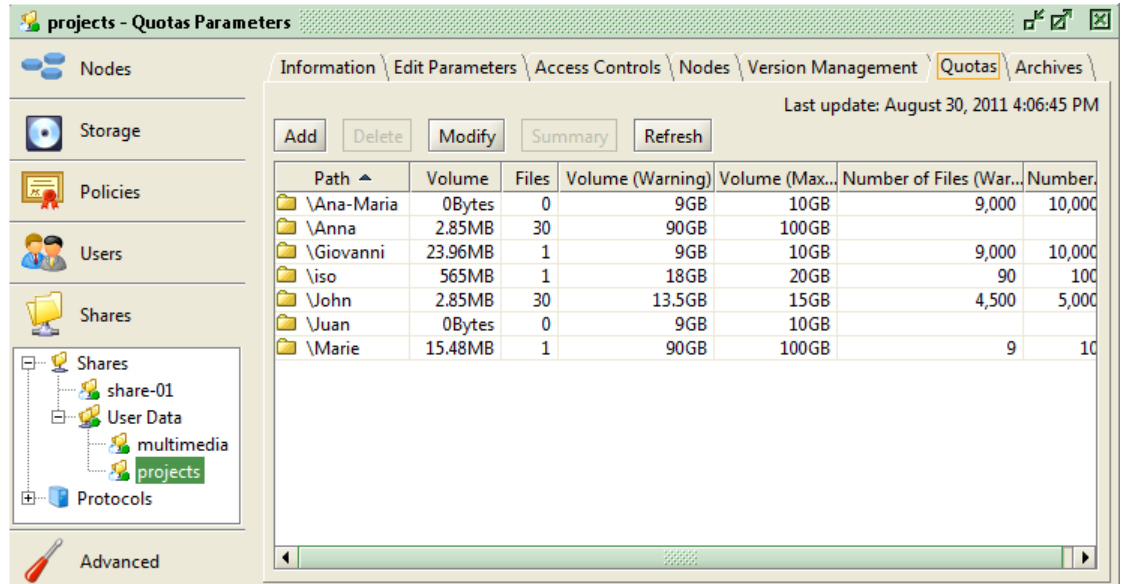 projects - Quotas Parameters
Nodes
Storage
Policies
Users
Shares
Shares
share-01
User Data
multimedia
projects
Protocols
Advanced
Information Edit Parameters Access Controls Nodes Version Management Quotas Archives
Last update: August 30, 2011 4:06:45 PM
Add Delete Modify Summary Refresh
Path Volume Files Volume (Warning) Volume (Max... Number of Files (War... Number.
\Ana-Maria 0Bytes 0 9GB 10GB 9,000 10,000
\Anna 2.85MB 30 90GB 100GB
\Giovanni 23.96MB 1 9GB 10GB 9,000 10,000
\iso 565MB 1 18GB 20GB 90 100
\John 2.85MB 30 13.5GB 15GB 4,500 5,000
\Juan 0Bytes 0 9GB 10GB
\Marie 15.48MB 1 90GB 100GB 9 10